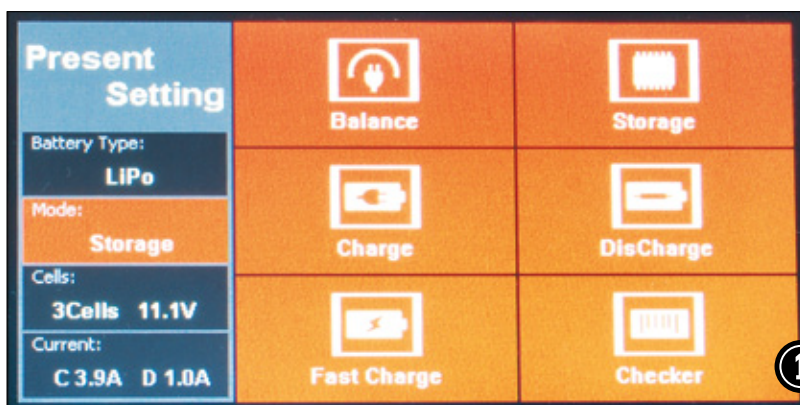 Present
Setting
Battery Type:
LiPo
Mode:
Storage
Cells:
3Cells 11.1V
Current:
C 3.9A D 1.0A
Balance
Storage
Charge
DisCharge
Fast Charge
Checker
1